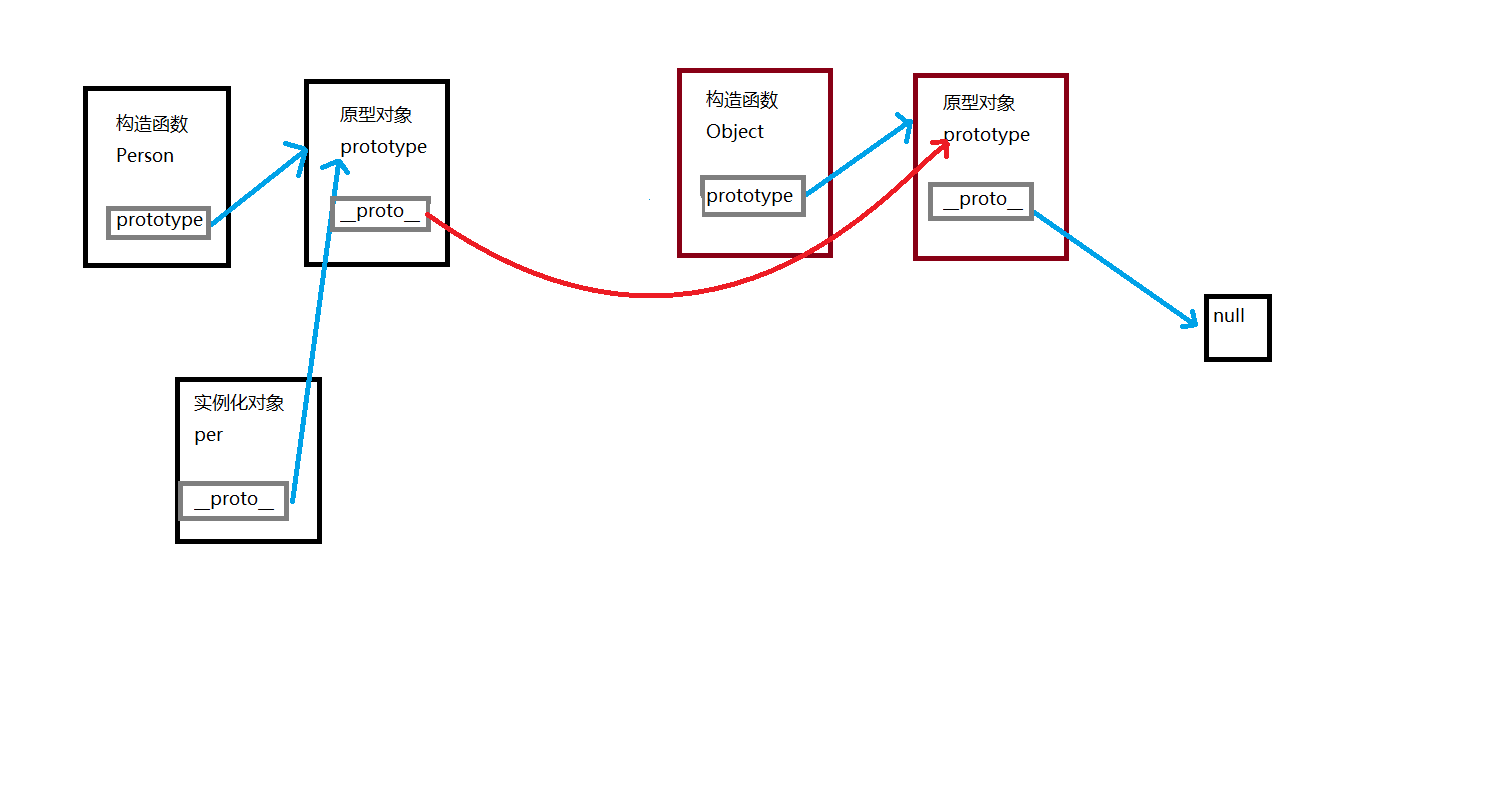 构造函数
Person
prototype
原型对象
prototype
__proto__
构造函数
Object
prototype
原型对象
prototype
__proto__
null
实例化对象
per
__proto__